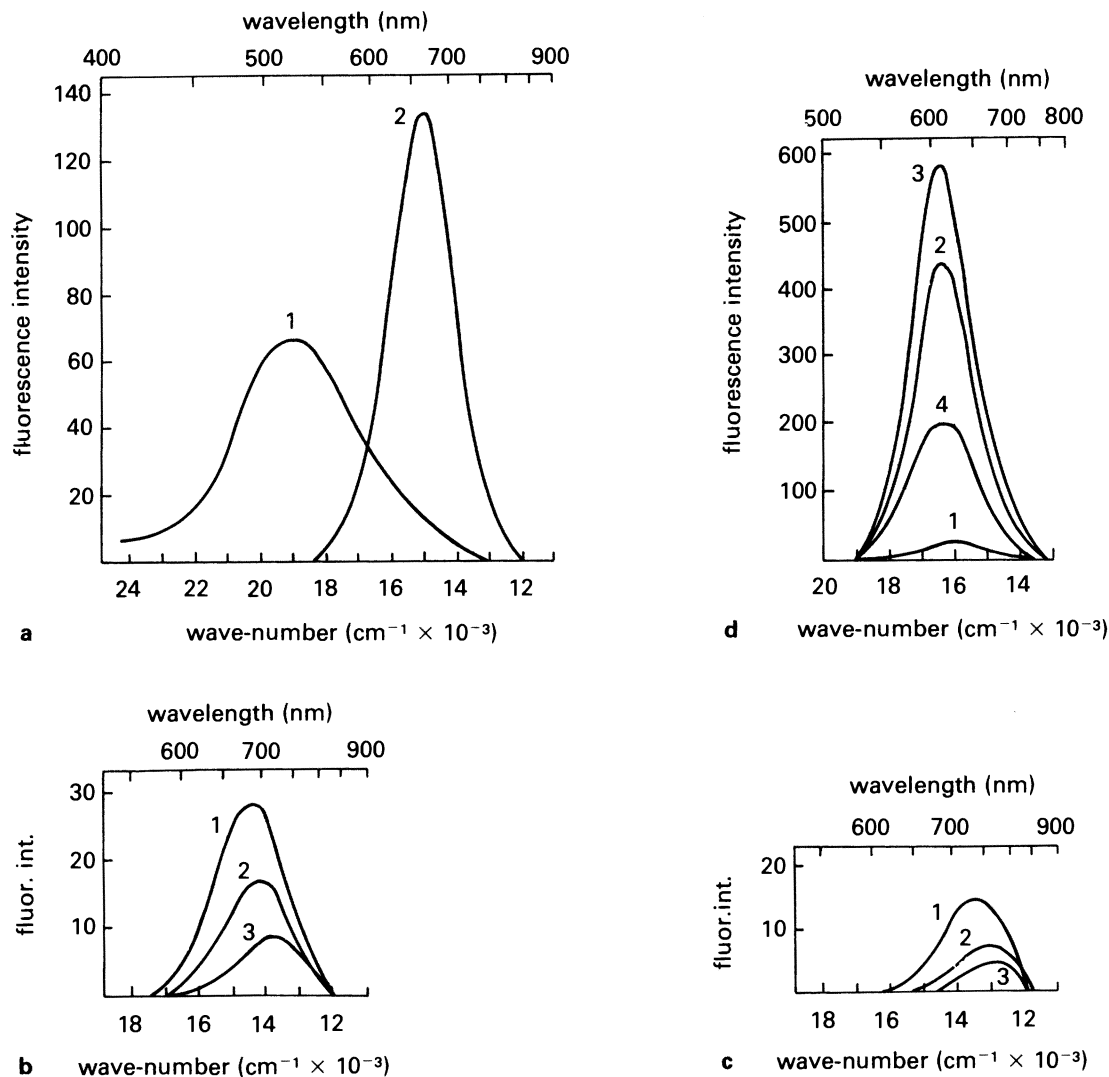 wavelength (nm)
400 500 600 700 900
140
120
100
80
60
40
20
fluorescence intensity
1
2
24 22 20 18 16 14 12
a wave-number (cm⁻¹ × 10⁻³)
wavelength (nm)
500 600 700 800
600
500
400
300
200
100
fluorescence intensity
3
2
4
1
20 18 16 14
d wave-number (cm⁻¹ × 10⁻³)
wavelength (nm)
600 700 900
30
20
10
fluor. int.
1
2
3
18 16 14 12
b wave-number (cm⁻¹ × 10⁻³)
wavelength (nm)
600 700 900
20
10
fluor.int.
1
2
3
18 16 14 12
c wave-number (cm⁻¹ × 10⁻³)